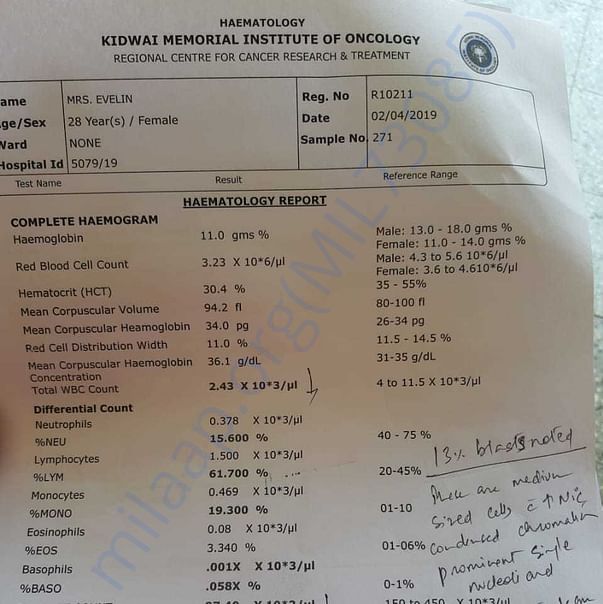 HAEMATOLOGY
KIDWAI MEMORIAL INSTITUTE OF ONCOLOGY
REGIONAL CENTRE FOR CANCER RESEARCH & TREATMENT
ame MRS. EVELIN Reg. No R10211
ge/Sex 28 Year(s) / Female Date 02/04/2019
Ward NONE Sample No. 271
Hospital Id 5079/19
Test Name Result Reference Range
HAEMATOLOGY REPORT
COMPLETE HAEMOGRAM
Haemoglobin 11.0 gms % Male: 13.0 - 18.0 gms %
Female: 11.0 - 14.0 gms %
Red Blood Cell Count 3.23 X 10*6/µl Male: 4.3 to 5.6 10*6/µl
Female: 3.6 to 4.610*6/µl
Hematocrit (HCT) 30.4 % 35 - 55%
Mean Corpuscular Volume 94.2 fl 80-100 fl
Mean Corpuscular Heamoglobin 34.0 pg 26-34 pg
Red Cell Distribution Width 11.0 % 11.5 - 14.5 %
Mean Corpuscular Haemoglobin 36.1 g/dL 31-35 g/dL
Concentration
Total WBC Count 2.43 X 10*3/µl 4 to 11.5 X 10*3/µl
Differential Count
Neutrophils 0.378 X 10*3/µl
%NEU 15.600 % 40 - 75 %
Lymphocytes 1.500 X 10*3/µl
%LYM 61.700 % 20-45%
Monocytes 0.469 X 10*3/µl
%MONO 19.300 % 01-10
Eosinophils 0.08 X 10*3/µl
%EOS 3.340 % 01-06%
Basophils .001X X 10*3/µl
%BASO .058X % 0-1%
150 to 450 X 10*3/µl
13% blasts noted
These are medium
sized cells c̄ ↑ N:C
condensed chromatin
prominent single
nucleoli and
milaan.org(MIL73085)